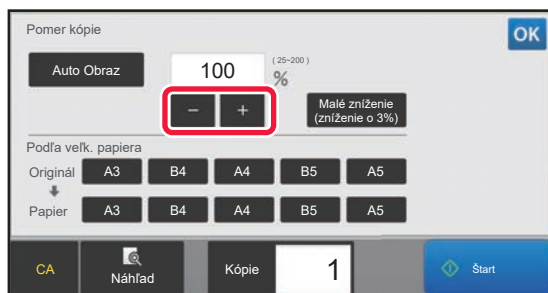 Pomer kópie
OK
Auto Obraz
100
( 25~200 )
%
−
+
Malé zníženie
(zníženie o 3%)
Podľa veľk. papiera
Originál
A3
B4
A4
B5
A5
Papier
A3
B4
A4
B5
A5
CA
Náhľad
Kópie
1
Štart